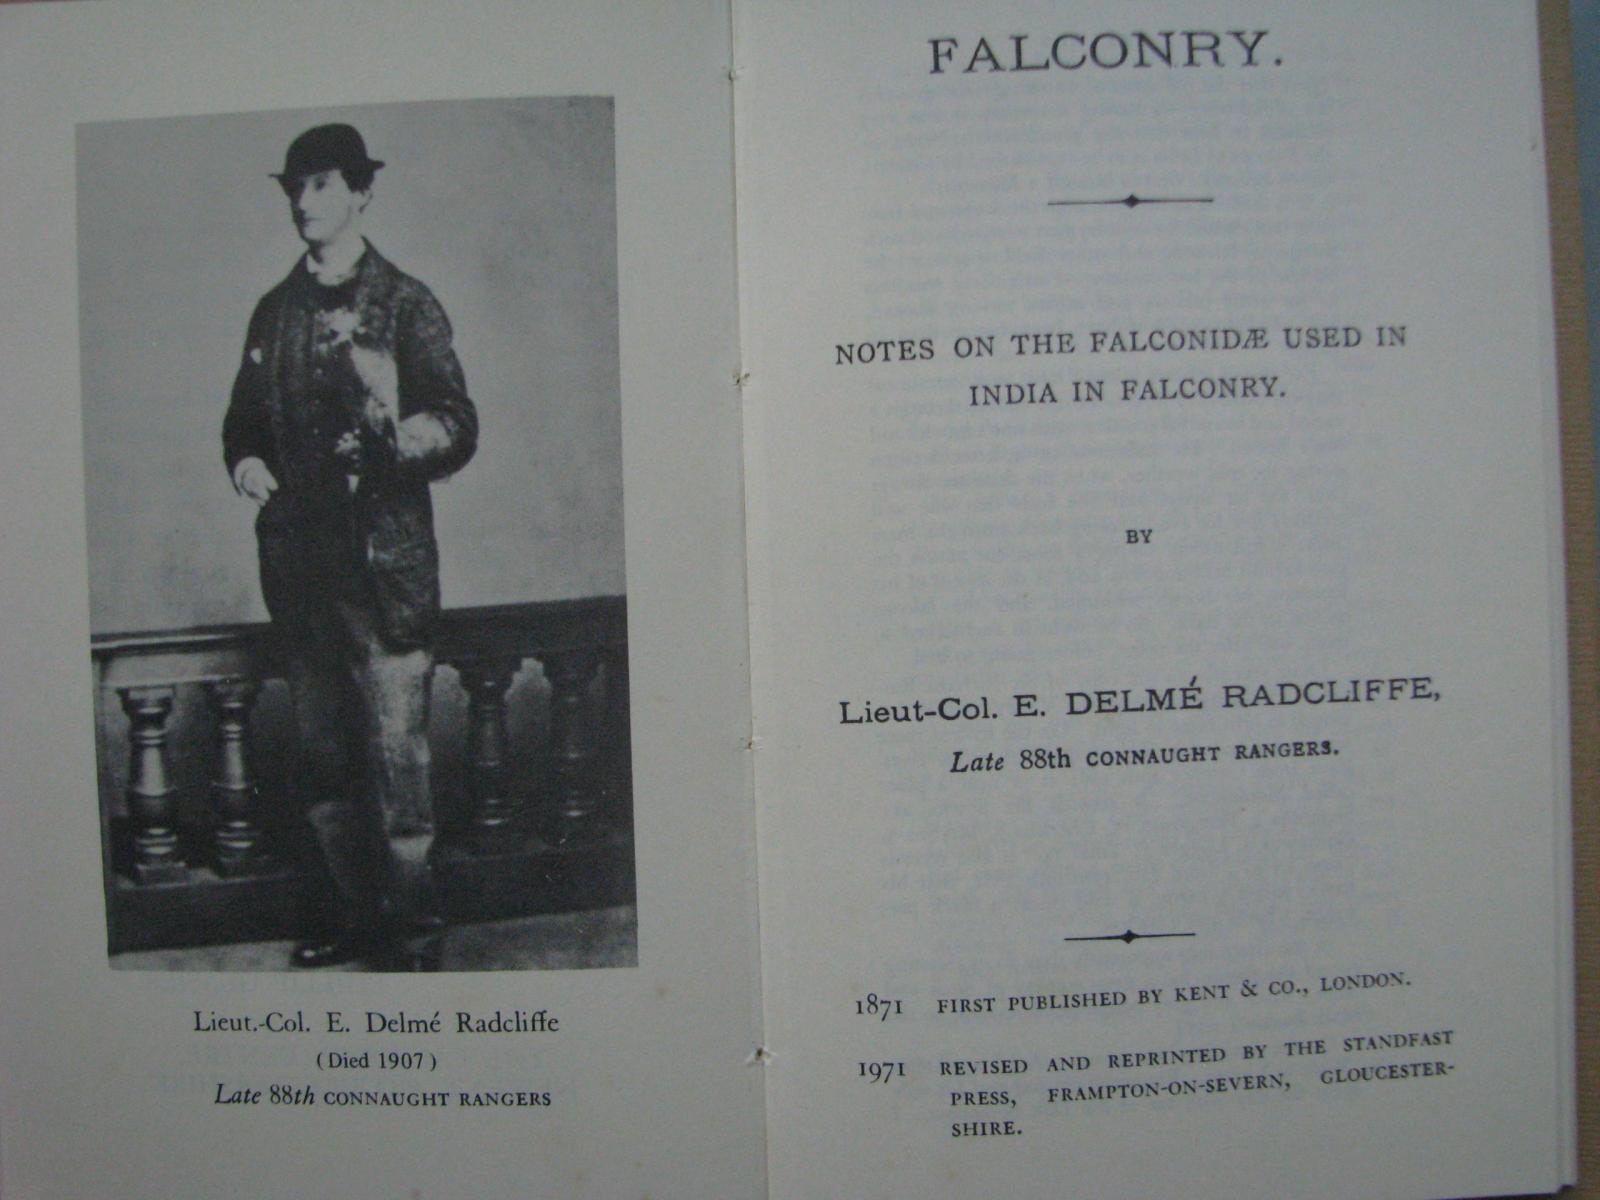 Lieut.-Col. E. Delmé Radcliffe
(Died 1907)
Late 88th CONNAUGHT RANGERS
FALCONRY.
NOTES ON THE FALCONIDÆ USED IN
INDIA IN FALCONRY.
BY
Lieut-Col. E. DELMÉ RADCLIFFE,
Late 88th CONNAUGHT RANGERS.
1871 FIRST PUBLISHED BY KENT & CO., LONDON.
1971 REVISED AND REPRINTED BY THE STANDFAST
PRESS, FRAMPTON-ON-SEVERN, GLOUCESTER-
SHIRE.